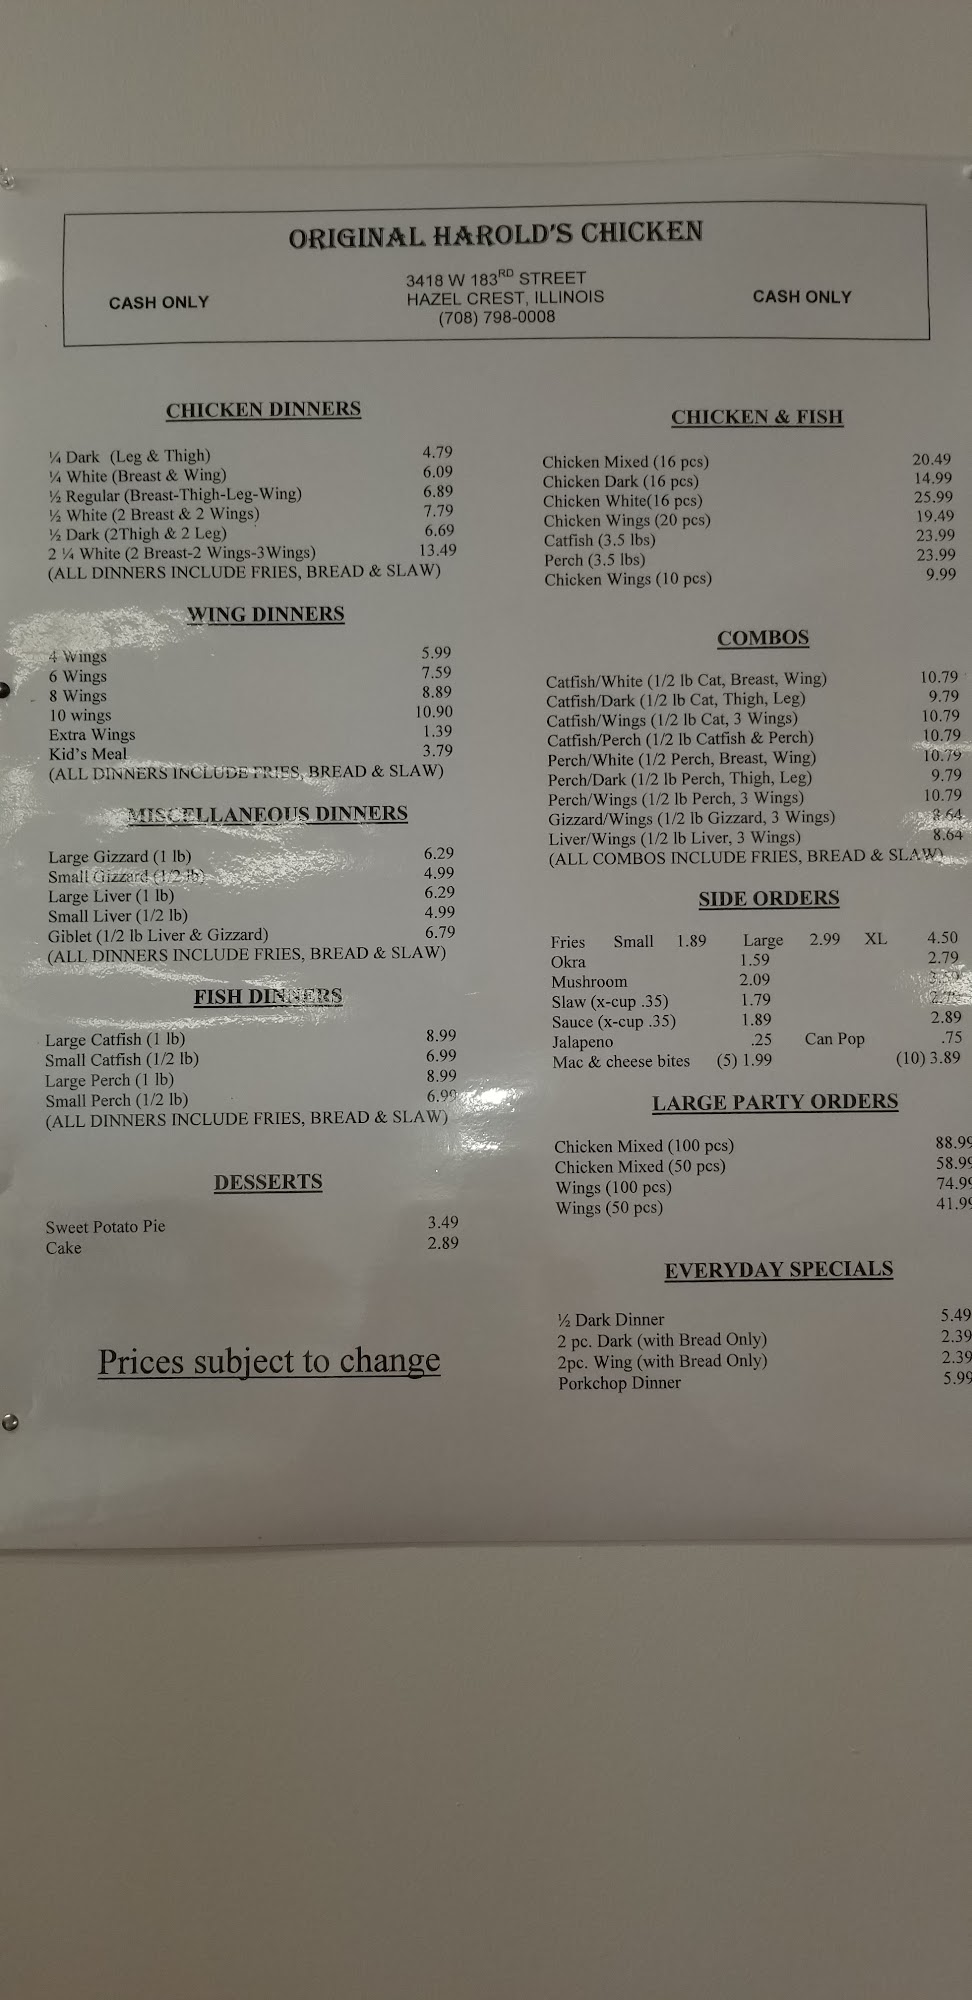 ORIGINAL HAROLD'S CHICKEN
3418 W 183RD STREET
CASH ONLY HAZEL CREST, ILLINOIS CASH ONLY
(708) 798-0008
CHICKEN DINNERS
¼ Dark (Leg & Thigh) 4.79
¼ White (Breast & Wing) 6.09
½ Regular (Breast-Thigh-Leg-Wing) 6.89
½ White (2 Breast & 2 Wings) 7.79
½ Dark (2Thigh & 2 Leg) 6.69
2 ¼ White (2 Breast-2 Wings-3Wings) 13.49
(ALL DINNERS INCLUDE FRIES, BREAD & SLAW)
WING DINNERS
4 Wings 5.99
6 Wings 7.59
8 Wings 8.89
10 wings 10.90
Extra Wings 1.39
Kid's Meal 3.79
(ALL DINNERS INCLUDE FRIES, BREAD & SLAW)
MISCELLANEOUS DINNERS
Large Gizzard (1 lb) 6.29
Small Gizzard (1/2 lb) 4.99
Large Liver (1 lb) 6.29
Small Liver (1/2 lb) 4.99
Giblet (1/2 lb Liver & Gizzard) 6.79
(ALL DINNERS INCLUDE FRIES, BREAD & SLAW)
FISH DINNERS
Large Catfish (1 lb) 8.99
Small Catfish (1/2 lb) 6.99
Large Perch (1 lb) 8.99
Small Perch (1/2 lb) 6.99
(ALL DINNERS INCLUDE FRIES, BREAD & SLAW)
DESSERTS
Sweet Potato Pie 3.49
Cake 2.89
Prices subject to change
CHICKEN & FISH
Chicken Mixed (16 pcs) 20.49
Chicken Dark (16 pcs) 14.99
Chicken White(16 pcs) 25.99
Chicken Wings (20 pcs) 19.49
Catfish (3.5 lbs) 23.99
Perch (3.5 lbs) 23.99
Chicken Wings (10 pcs) 9.99
COMBOS
Catfish/White (1/2 lb Cat, Breast, Wing) 10.79
Catfish/Dark (1/2 lb Cat, Thigh, Leg) 9.79
Catfish/Wings (1/2 lb Cat, 3 Wings) 10.79
Catfish/Perch (1/2 lb Catfish & Perch) 10.79
Perch/White (1/2 Perch, Breast, Wing) 10.79
Perch/Dark (1/2 lb Perch, Thigh, Leg) 9.79
Perch/Wings (1/2 lb Perch, 3 Wings) 10.79
Gizzard/Wings (1/2 lb Gizzard, 3 Wings) 8.64
Liver/Wings (1/2 lb Liver, 3 Wings) 8.64
(ALL COMBOS INCLUDE FRIES, BREAD & SLAW)
SIDE ORDERS
Fries Small 1.89 Large 2.99 XL 4.50
Okra 1.59 2.79
Mushroom 2.09
Slaw (x-cup .35) 1.79
Sauce (x-cup .35) 1.89 2.89
Jalapeno .25 Can Pop .75
Mac & cheese bites (5) 1.99 (10) 3.89
LARGE PARTY ORDERS
Chicken Mixed (100 pcs) 88.99
Chicken Mixed (50 pcs) 58.99
Wings (100 pcs) 74.99
Wings (50 pcs) 41.99
EVERYDAY SPECIALS
½ Dark Dinner 5.49
2 pc. Dark (with Bread Only) 2.39
2pc. Wing (with Bread Only) 2.39
Porkchop Dinner 5.99